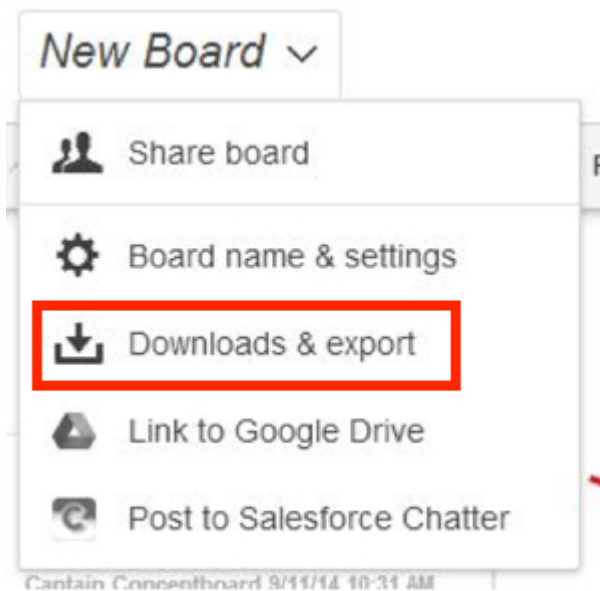 New Board
Share board
Board name & settings
Downloads & export
Link to Google Drive
Post to Salesforce Chatter
Captain Conceptboard 9/11/14 10:31 AM